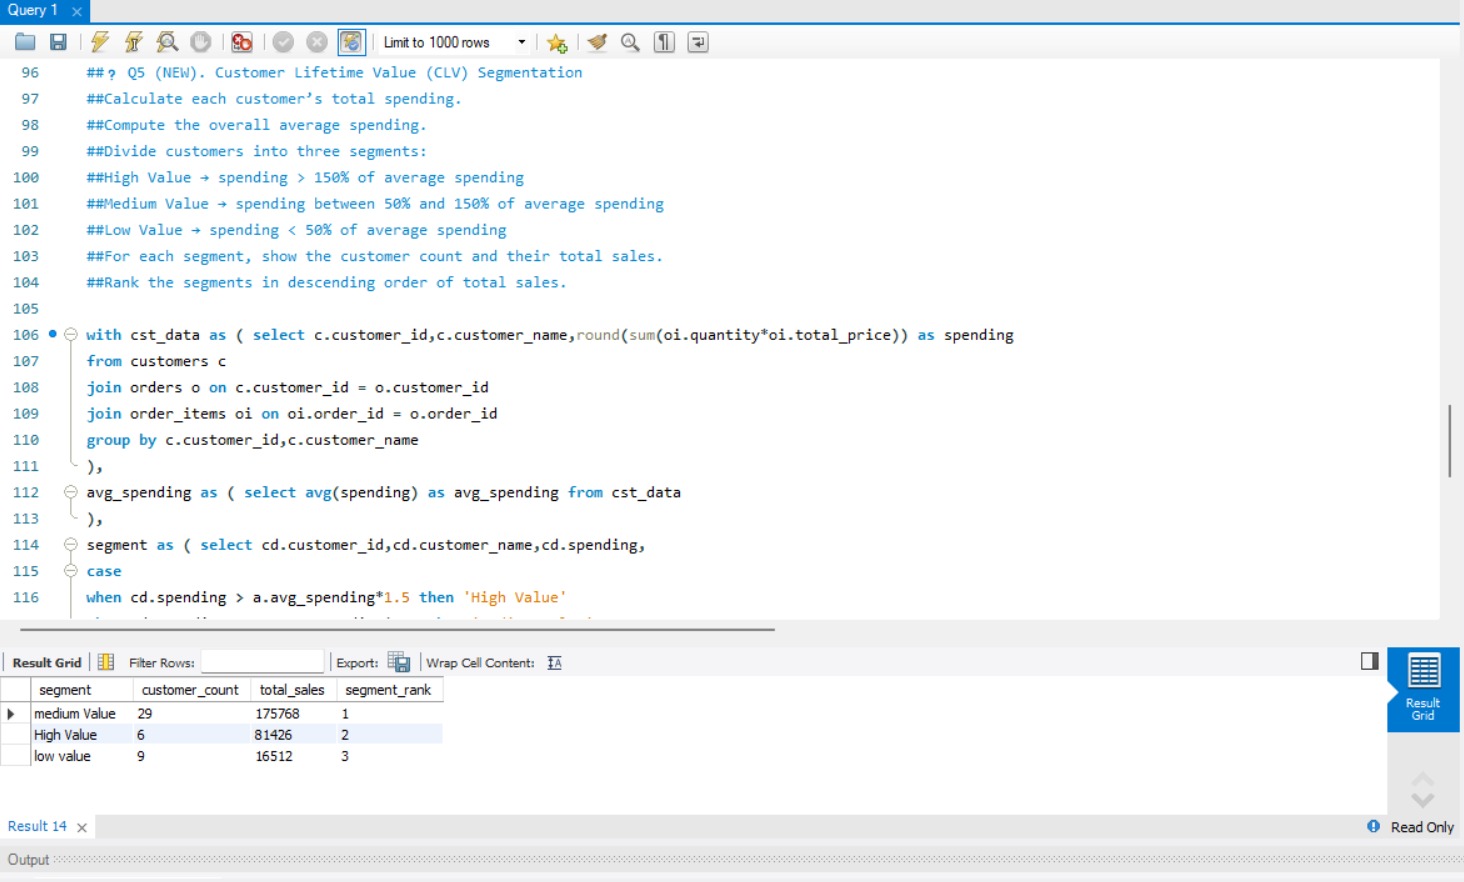 Query 1
Limit to 1000 rows
96 ##? Q5 (NEW). Customer Lifetime Value (CLV) Segmentation
97 ##Calculate each customer’s total spending.
98 ##Compute the overall average spending.
99 ##Divide customers into three segments:
100 ##High Value → spending > 150% of average spending
101 ##Medium Value → spending between 50% and 150% of average spending
102 ##Low Value → spending < 50% of average spending
103 ##For each segment, show the customer count and their total sales.
104 ##Rank the segments in descending order of total sales.
105
106 with cst_data as ( select c.customer_id,c.customer_name,round(sum(oi.quantity*oi.total_price)) as spending
107 from customers c
108 join orders o on c.customer_id = o.customer_id
109 join order_items oi on oi.order_id = o.order_id
110 group by c.customer_id,c.customer_name
111 ),
112 avg_spending as ( select avg(spending) as avg_spending from cst_data
113 ),
114 segment as ( select cd.customer_id,cd.customer_name,cd.spending,
115 case
116 when cd.spending > a.avg_spending*1.5 then 'High Value'
Result Grid Filter Rows: Export: Wrap Cell Content:
segment customer_count total_sales segment_rank
medium Value 29 175768 1
High Value 6 81426 2
low value 9 16512 3
Result
Grid
Result 14
Read Only
Output